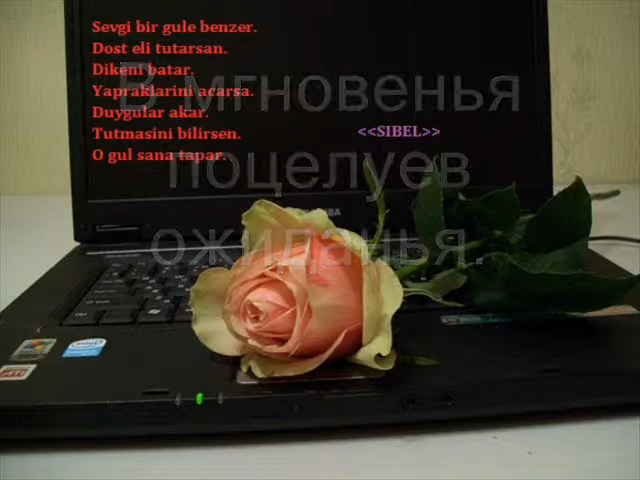 Sevgi bir gule benzer.
Dost eli tutarsan.
Dikeni batar.
Yapraklarini acarsa.
Duygular akar.
Tutmasini bilirsen.
O gul sana tapar.
<<SIBEL>>
В мгновенья
поцелуев
ожиданья.